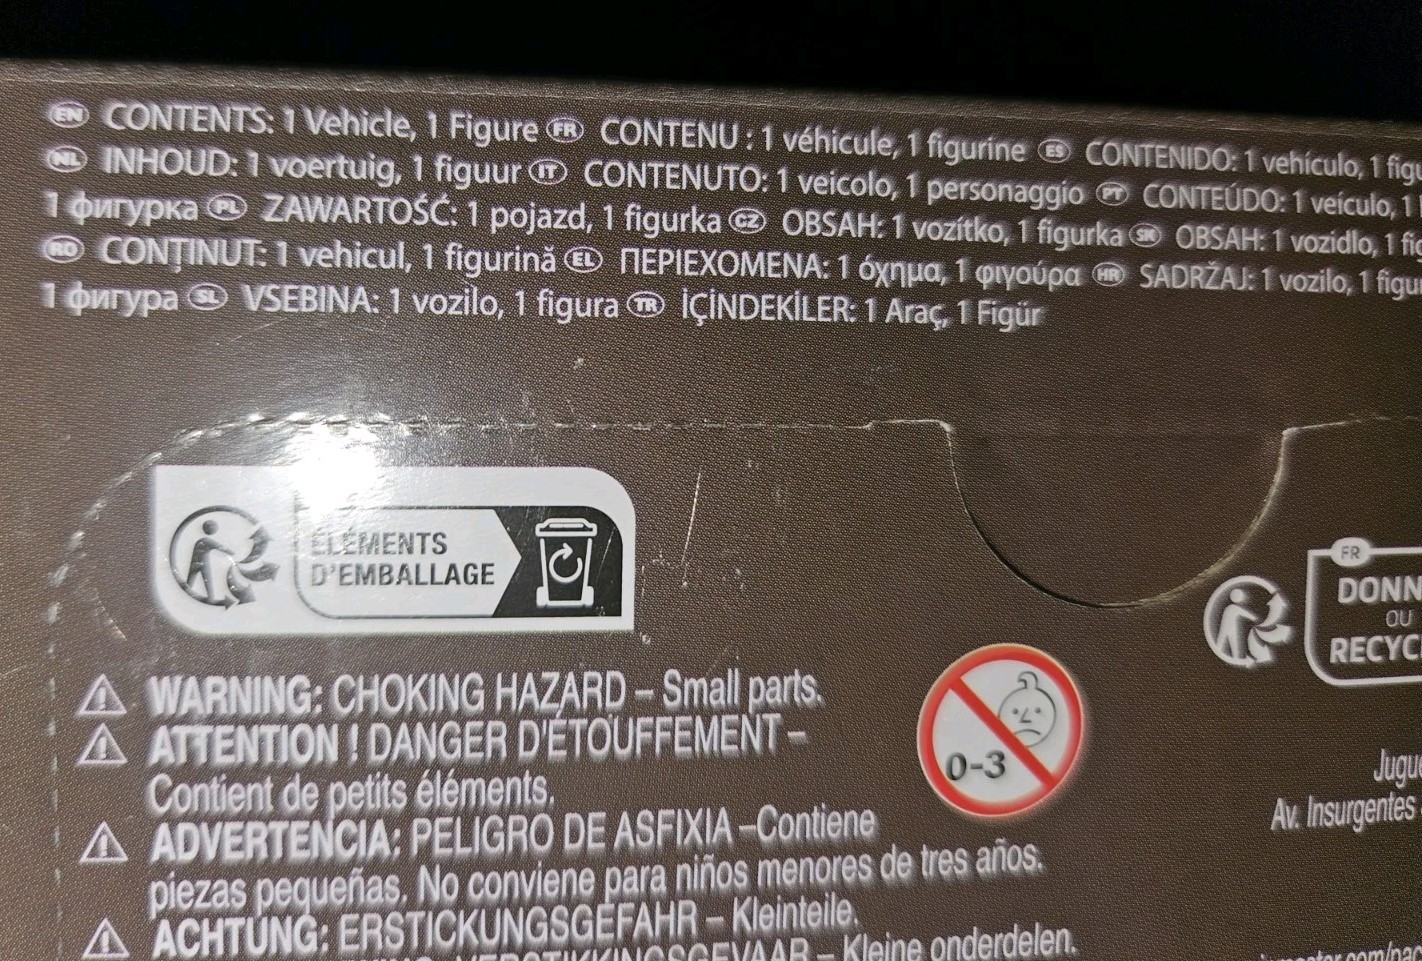 EN CONTENTS: 1 Vehicle, 1 Figure FR CONTENU : 1 véhicule, 1 figurine ES CONTENIDO: 1 vehículo, 1
NL INHOUD: 1 voertuig, 1 figuur IT CONTENUTO: 1 veicolo, 1 personaggio PT CONTEÚDO: 1 veículo, 1
1 фигурка PL ZAWARTOŚĆ: 1 pojazd, 1 figurka CZ OBSAH: 1 vozítko, 1 figurka SK OBSAH: 1 vozidlo, 1
RO CONȚINUT: 1 vehicul, 1 figurină EL ΠΕΡΙΕΧΟΜΕΝΑ: 1 όχημα, 1 φιγούρα HR SADRŽAJ: 1 vozilo, 1
1 фигура SL VSEBINA: 1 vozilo, 1 figura TR İÇİNDEKİLER: 1 Araç, 1 Figür
ÉLÉMENTS
D'EMBALLAGE
FR
DONN
OU
RECYC
WARNING: CHOKING HAZARD – Small parts.
ATTENTION ! DANGER D'ÉTOUFFEMENT –
Contient de petits éléments.
ADVERTENCIA: PELIGRO DE ASFIXIA –Contiene
piezas pequeñas. No conviene para niños menores de tres años.
ACHTUNG: ERSTICKUNGSGEFAHR – Kleinteile.
– Kleine onderdelen.
0-3
Jugue
Av. Insurgentes